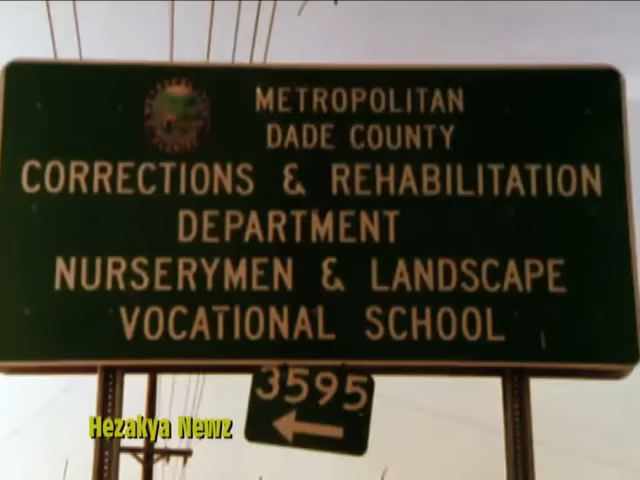 METROPOLITAN
DADE COUNTY
CORRECTIONS & REHABILITATION
DEPARTMENT
NURSERYMEN & LANDSCAPE
VOCATIONAL SCHOOL
3595
Hezakya Newz